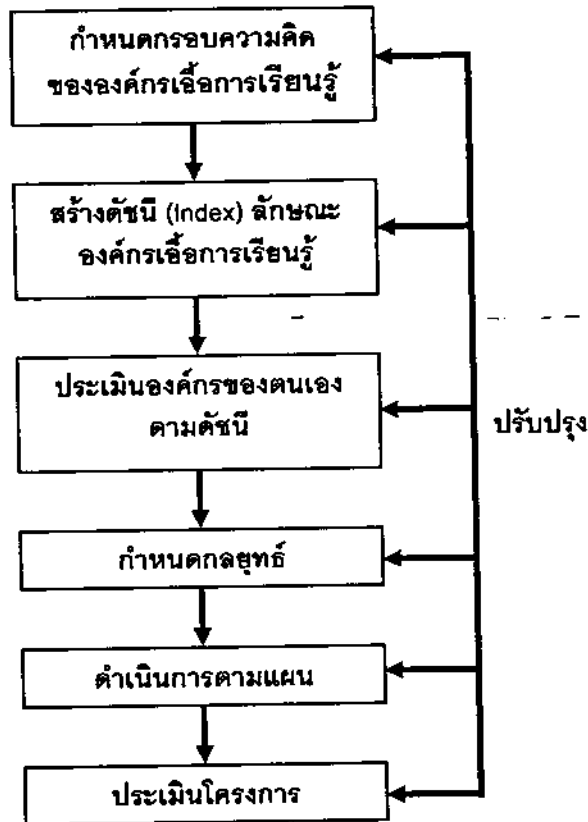 กำหนดกรอบความคิด
ขององค์กรเอื้อการเรียนรู้
สร้างดัชนี (Index) ลักษณะ
องค์กรเอื้อการเรียนรู้
ประเมินองค์กรของตนเอง
ตามดัชนี
ปรับปรุง
กำหนดกลยุทธ์
ดำเนินการตามแผน
ประเมินโครงการ